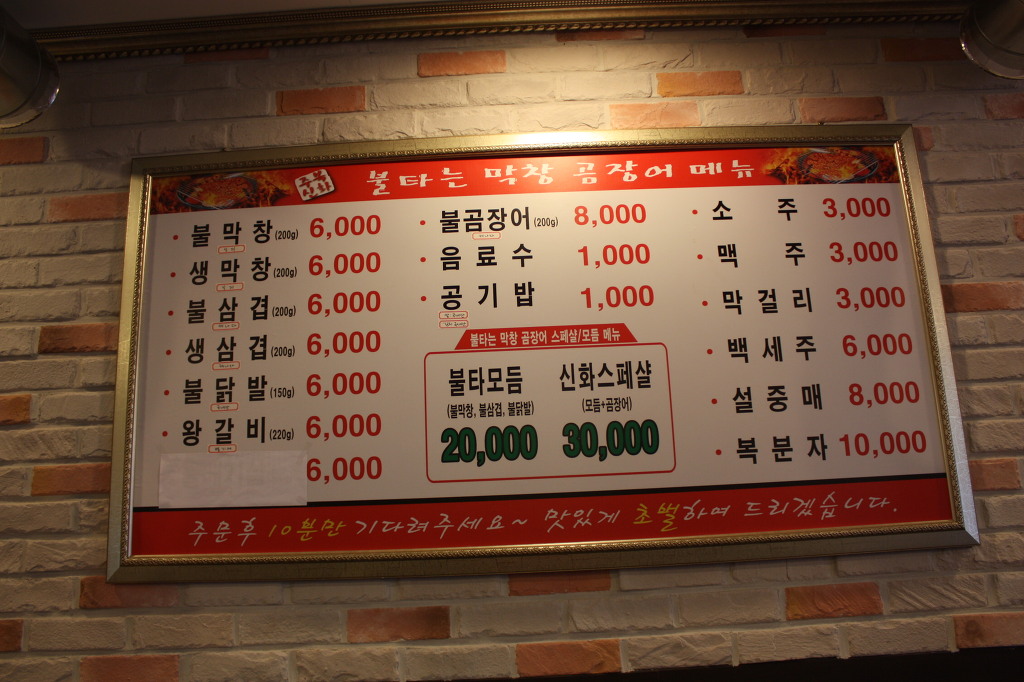 불타는 막창 곰장어 메뉴
불막창(200g) 6,000
생막창(200g) 6,000
불삼겹(200g) 6,000
생삼겹(200g) 6,000
불닭발(150g) 6,000
왕갈비(220g) 6,000
6,000
불곰장어(200g) 8,000
음료수 1,000
공기밥 1,000
불타는 막창 곰장어 스페샬/모듬 메뉴
불타모듬
(불막창, 불삼겹, 불닭발)
20,000
신화스페샬
(모듬+곰장어)
30,000
소주 3,000
맥주 3,000
막걸리 3,000
백세주 6,000
설중매 8,000
복분자 10,000
주문후 10분만 기다려주세요~ 맛있게 초벌하며 드리겠습니다.